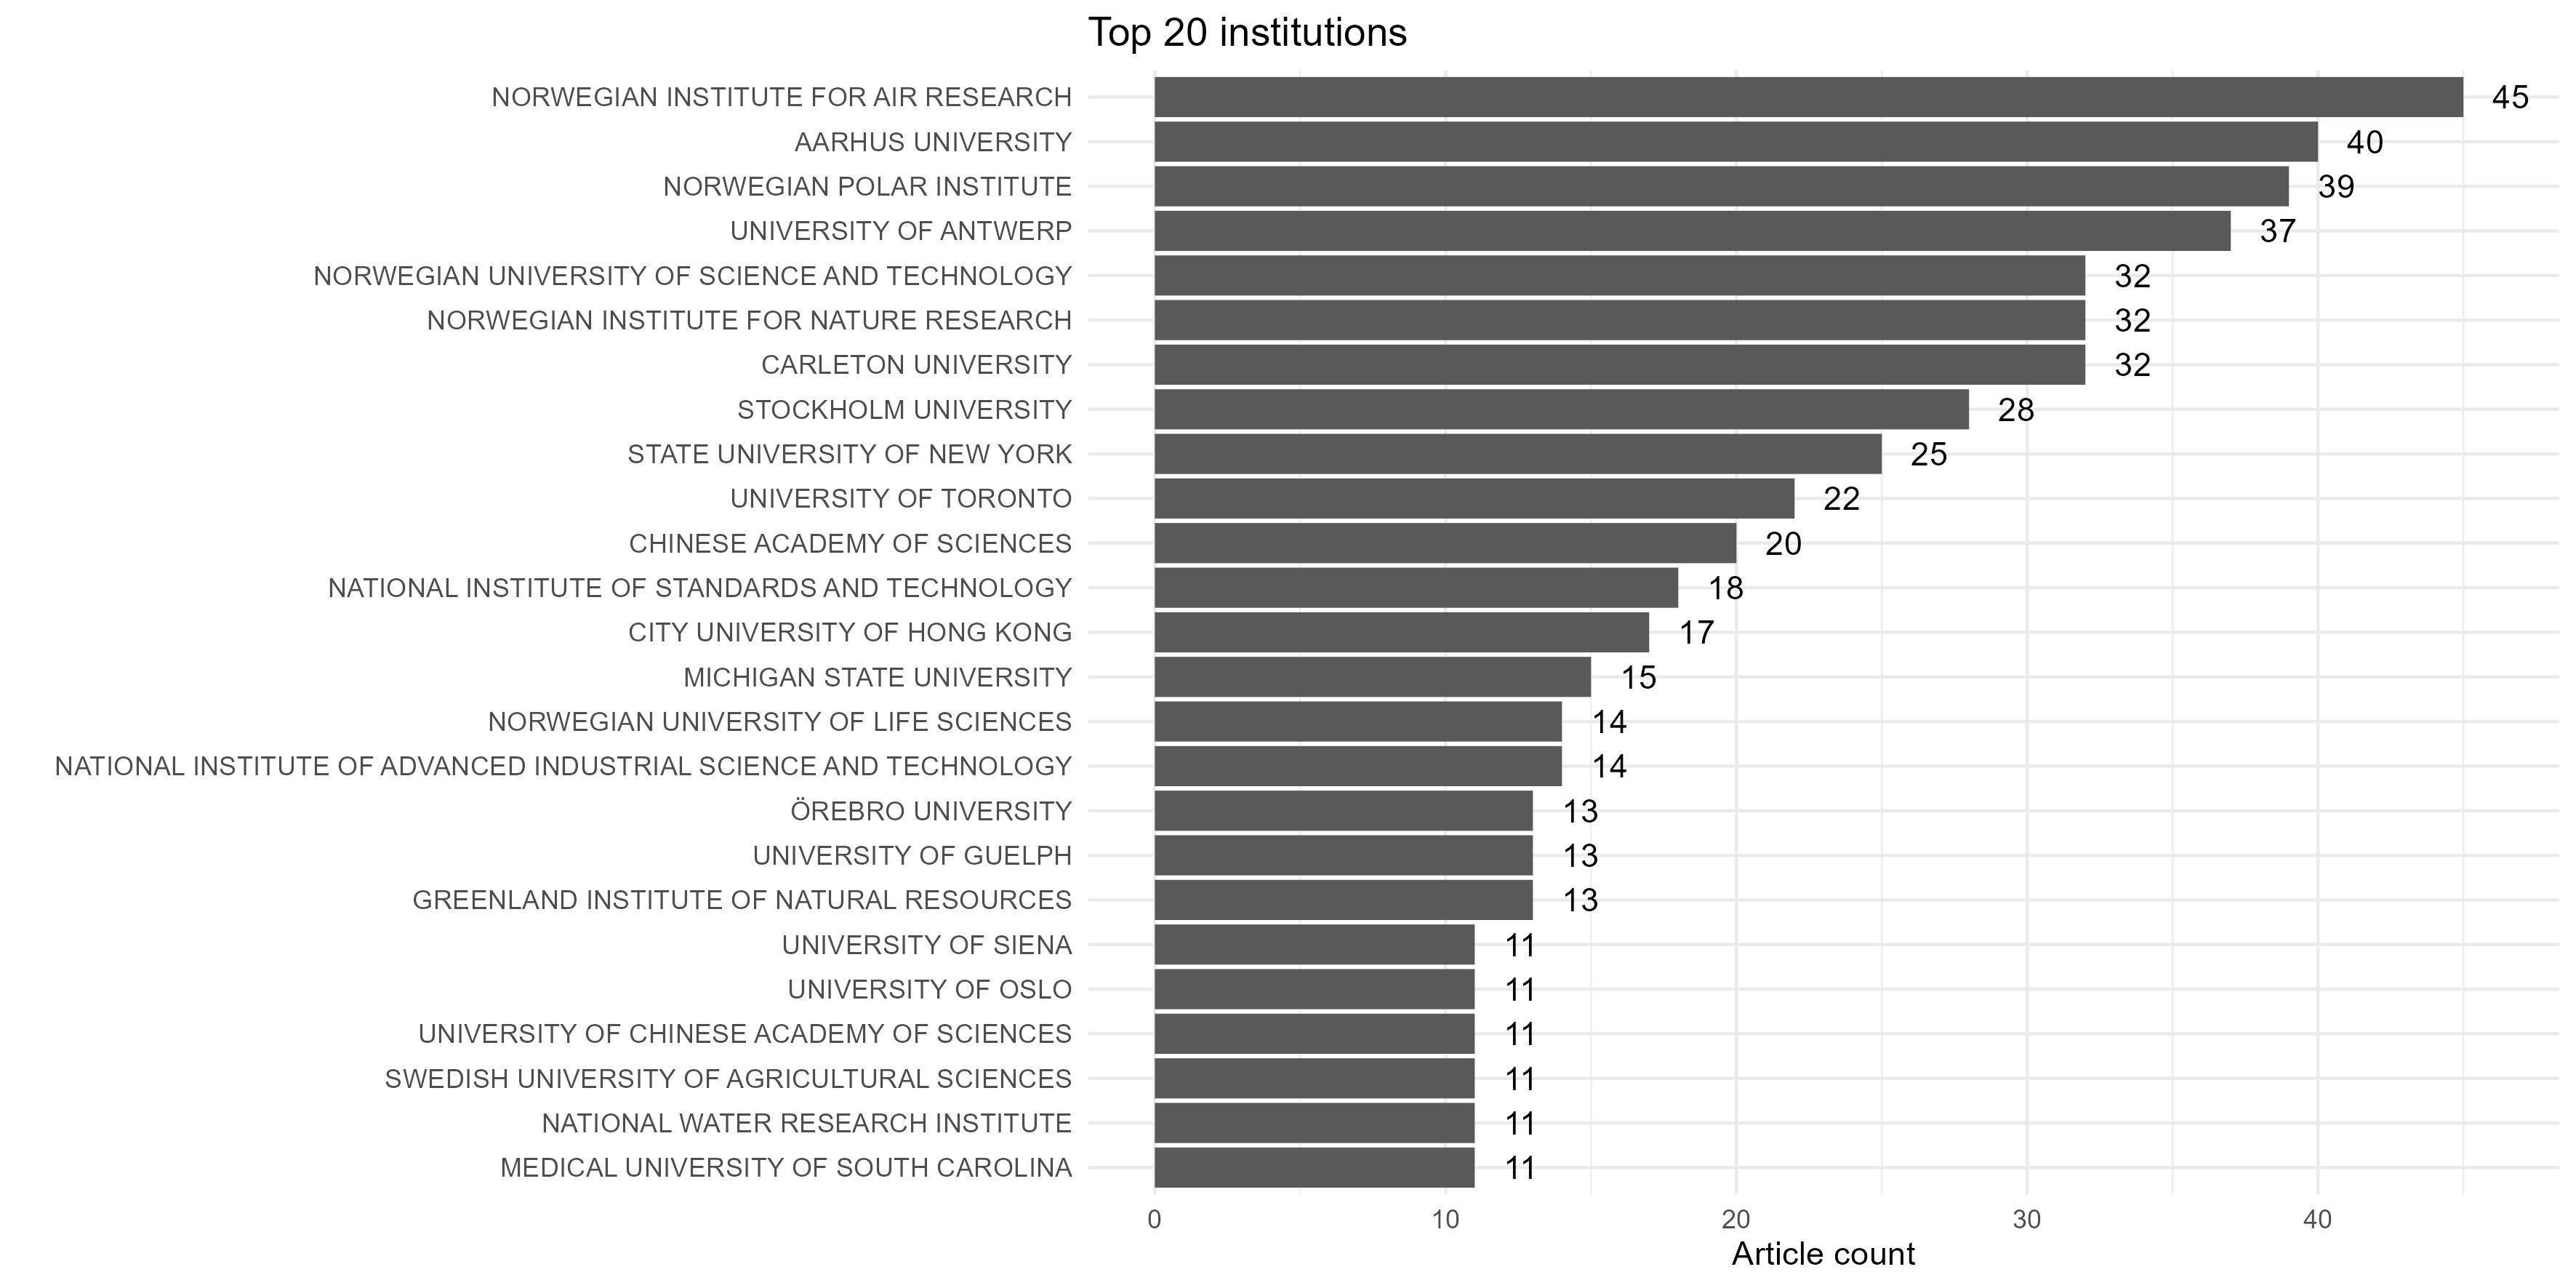 Top 20 institutions
NORWEGIAN INSTITUTE FOR AIR RESEARCH 45
AARHUS UNIVERSITY 40
NORWEGIAN POLAR INSTITUTE 39
UNIVERSITY OF ANTWERP 37
NORWEGIAN UNIVERSITY OF SCIENCE AND TECHNOLOGY 32
NORWEGIAN INSTITUTE FOR NATURE RESEARCH 32
CARLETON UNIVERSITY 32
STOCKHOLM UNIVERSITY 28
STATE UNIVERSITY OF NEW YORK 25
UNIVERSITY OF TORONTO 22
CHINESE ACADEMY OF SCIENCES 20
NATIONAL INSTITUTE OF STANDARDS AND TECHNOLOGY 18
CITY UNIVERSITY OF HONG KONG 17
MICHIGAN STATE UNIVERSITY 15
NORWEGIAN UNIVERSITY OF LIFE SCIENCES 14
NATIONAL INSTITUTE OF ADVANCED INDUSTRIAL SCIENCE AND TECHNOLOGY 14
ÖREBRO UNIVERSITY 13
UNIVERSITY OF GUELPH 13
GREENLAND INSTITUTE OF NATURAL RESOURCES 13
UNIVERSITY OF SIENA 11
UNIVERSITY OF OSLO 11
UNIVERSITY OF CHINESE ACADEMY OF SCIENCES 11
SWEDISH UNIVERSITY OF AGRICULTURAL SCIENCES 11
NATIONAL WATER RESEARCH INSTITUTE 11
MEDICAL UNIVERSITY OF SOUTH CAROLINA 11
0 10 20 30 40
Article count